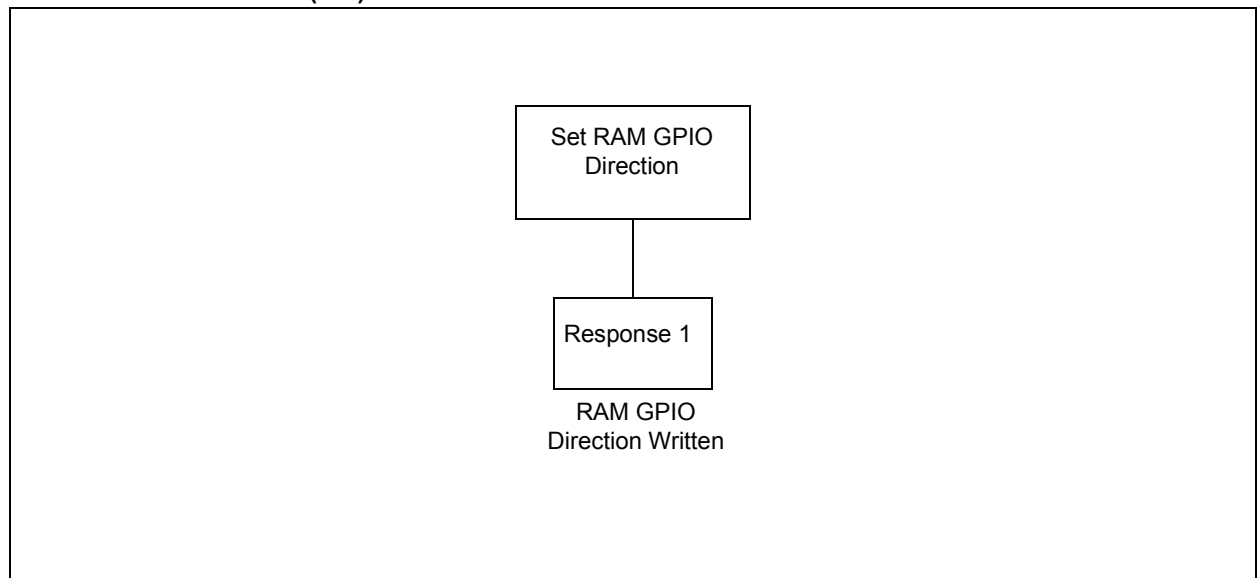 Set RAM GPIO
Direction
Response 1
RAM GPIO
Direction Written